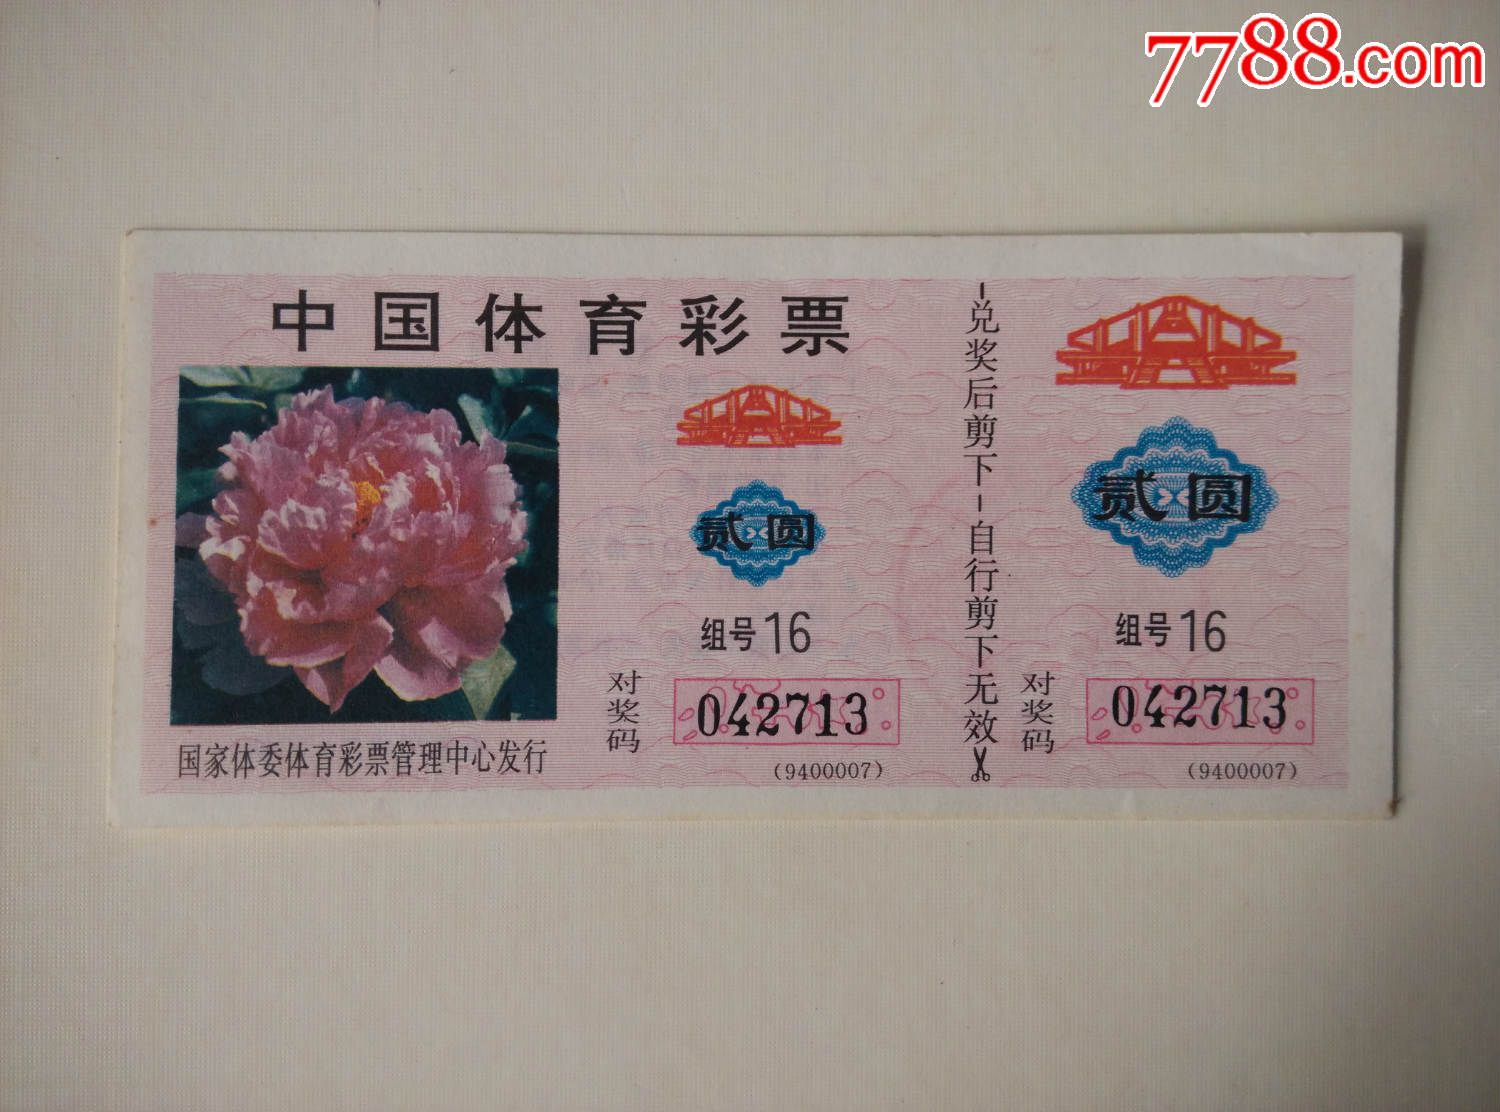 7788.com
中国体育彩票
贰圆
组号16
对奖码
042713
(9400007)
国家体委体育彩票管理中心发行
-兑奖后剪下-自行剪下无效
贰圆
组号16
对奖码
042713
(9400007)